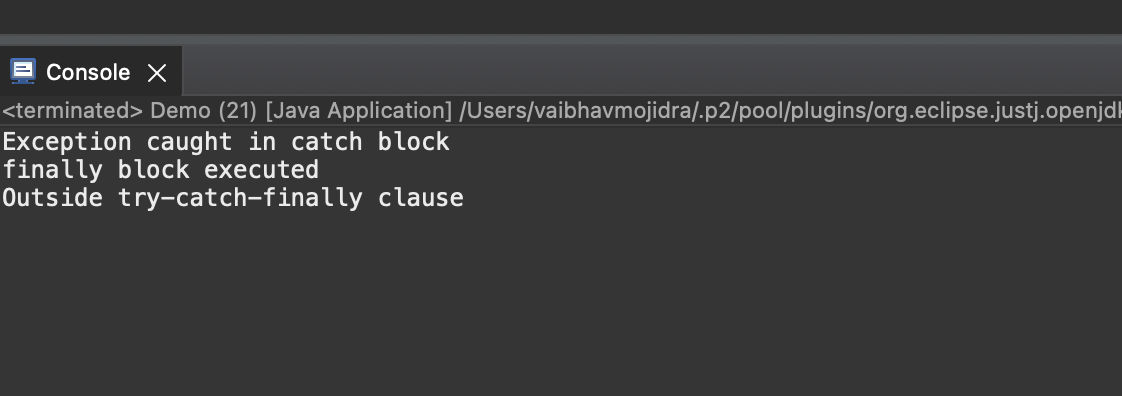 Console
<terminated> Demo (21) [Java Application] /Users/vaibhavmojidra/.p2/pool/plugins/org.eclipse.justj.openjdk
Exception caught in catch block
finally block executed
Outside try-catch-finally clause